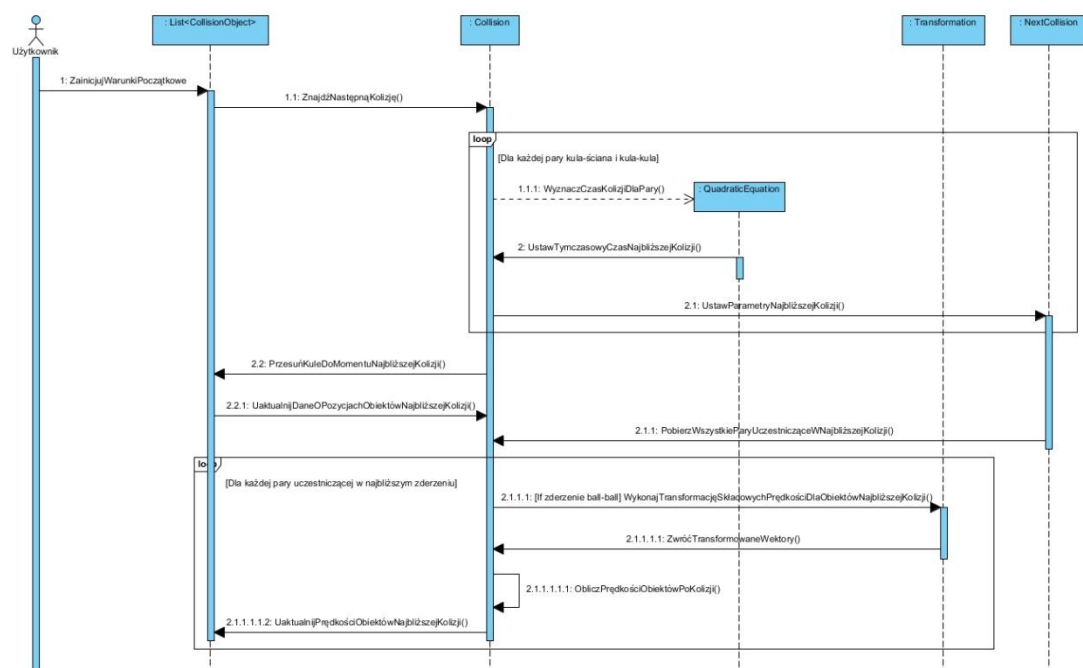 : List<CollisionObject>
: Collision
: Transformation
: NextCollision
Użytkownik
1: ZainicjujWarunkiPoczątkowe
1.1: ZnajdźNastępnąKolizję()
loop
[Dla każdej pary kula-ściana i kula-kula]
1.1.1: WyznaczCzasKolizjiDlaPary()
: QuadraticEquation
2: UstawTymczasowyCzasNajbliższejKolizji()
2.1: UstawParametryNajbliższejKolizji()
2.2: PrzesuńKuleDoMomentuNajbliższejKolizji()
2.2.1: UaktualnijDaneOPozycjachObiektówNajbliższejKolizji()
2.1.1: PobierzWszystkieParyUczestnicząceWNajbliższejKolizji()
loop
[Dla każdej pary uczestniczącej w najbliższym zderzeniu]
2.1.1.1: [If zderzenie ball-ball] WykonajTransformacjęSkładowychPrędkościDlaObiektówNajbliższejKolizji()
2.1.1.1.1: ZwróćTransformowaneWektory()
2.1.1.1.1.1: ObliczPrędkościObiektówPoKolizji()
2.1.1.1.1.2: UaktualnijPrędkościObiektówNajbliższejKolizji()